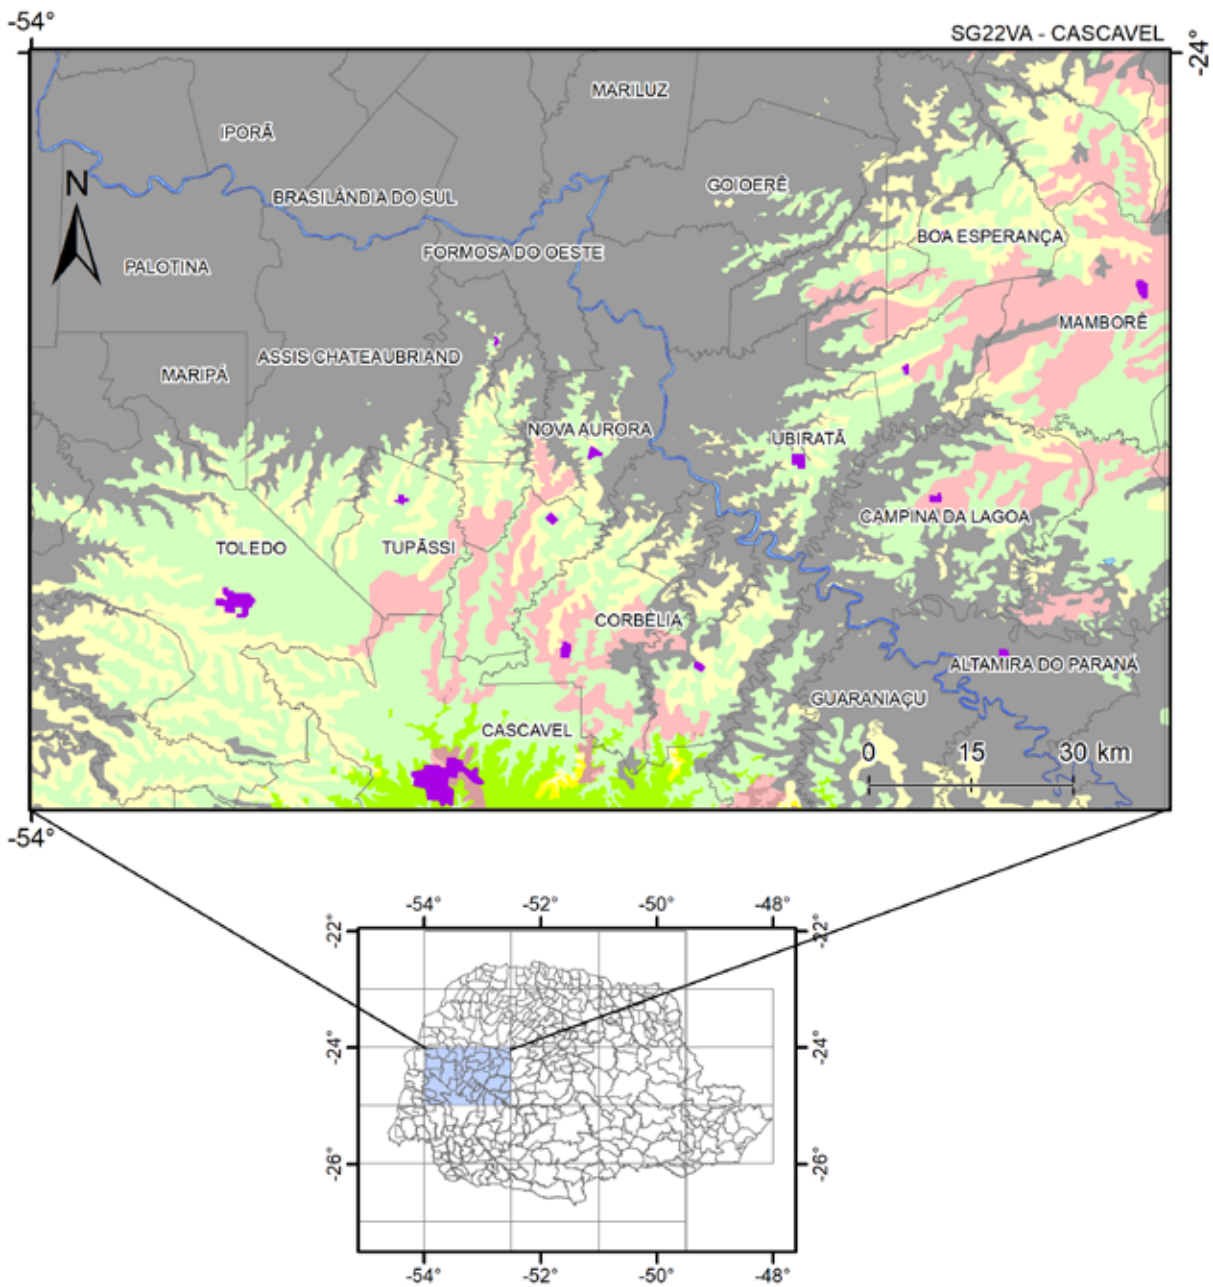 -54°
SG22VA - CASCAVEL
-24°
MARILUZ
IPORÃ
N
BRASILÂNDIA DO SUL
GOIOERÊ
BOA ESPERANÇA
FORMOSA DO OESTE
PALOTINA
MAMBORÊ
ASSIS CHATEAUBRIAND
MARIPÁ
NOVA AURORA
UBIRATÃ
CAMPINA DA LAGOA
TOLEDO
TUPÃSSI
CORBÉLIA
ALTAMIRA DO PARANÁ
GUARANIAÇU
CASCAVEL
0 15 30 km
-54°
-54° -52° -50° -48°
-22° -22°
-24° -24°
-26° -26°
-54° -52° -50° -48°